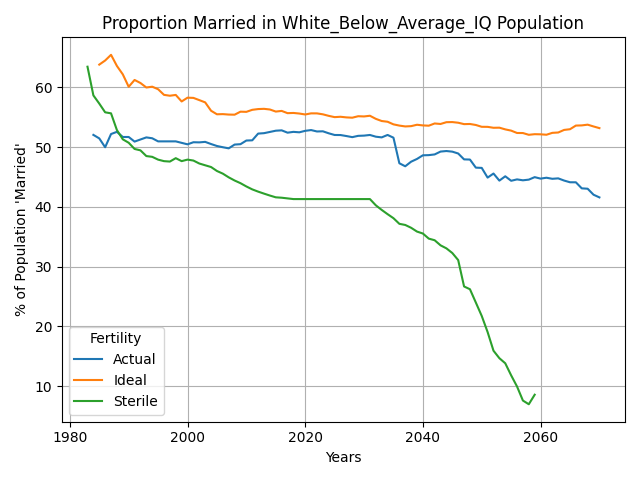 Proportion Married in White_Below_Average_IQ Population
% of Population 'Married'
60
50
40
30
20
10
Fertility
Actual
Ideal
Sterile
1980
2000
2020
2040
2060
Years